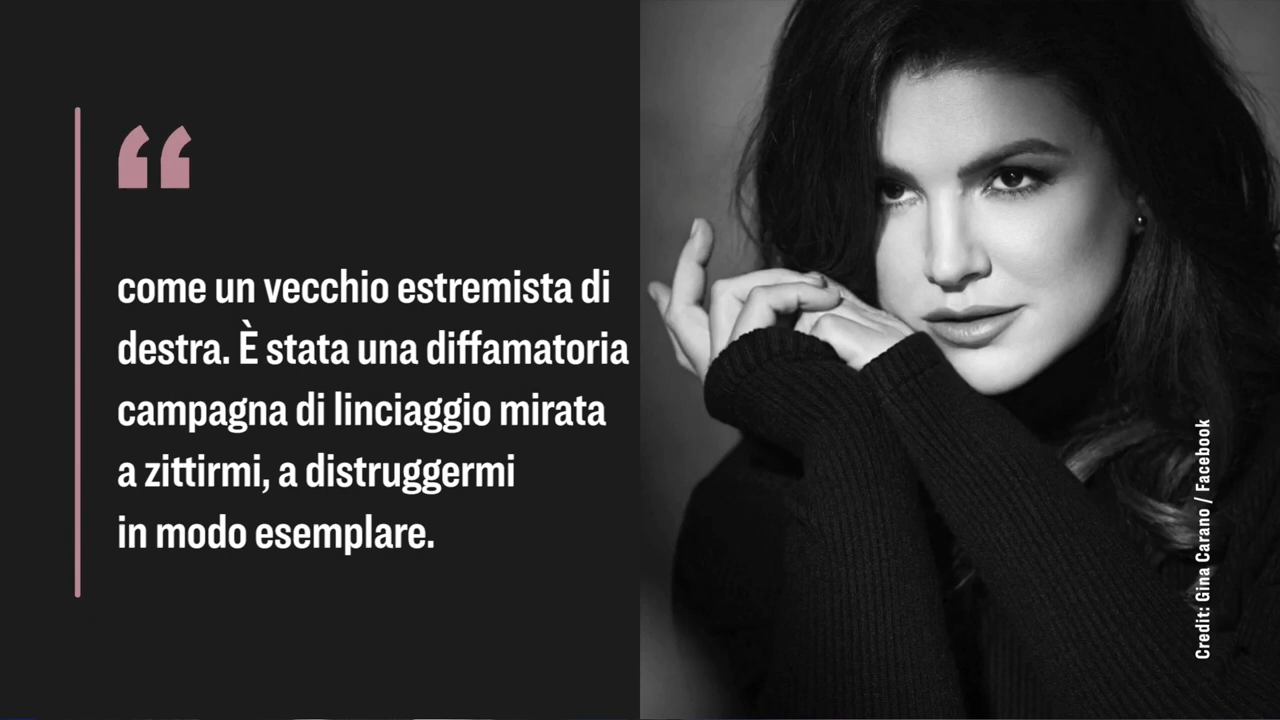 “
come un vecchio estremista di
destra. È stata una diffamatoria
campagna di linciaggio mirata
a zittirmi, a distruggermi
in modo esemplare.
Credit: Gina Carano / Facebook